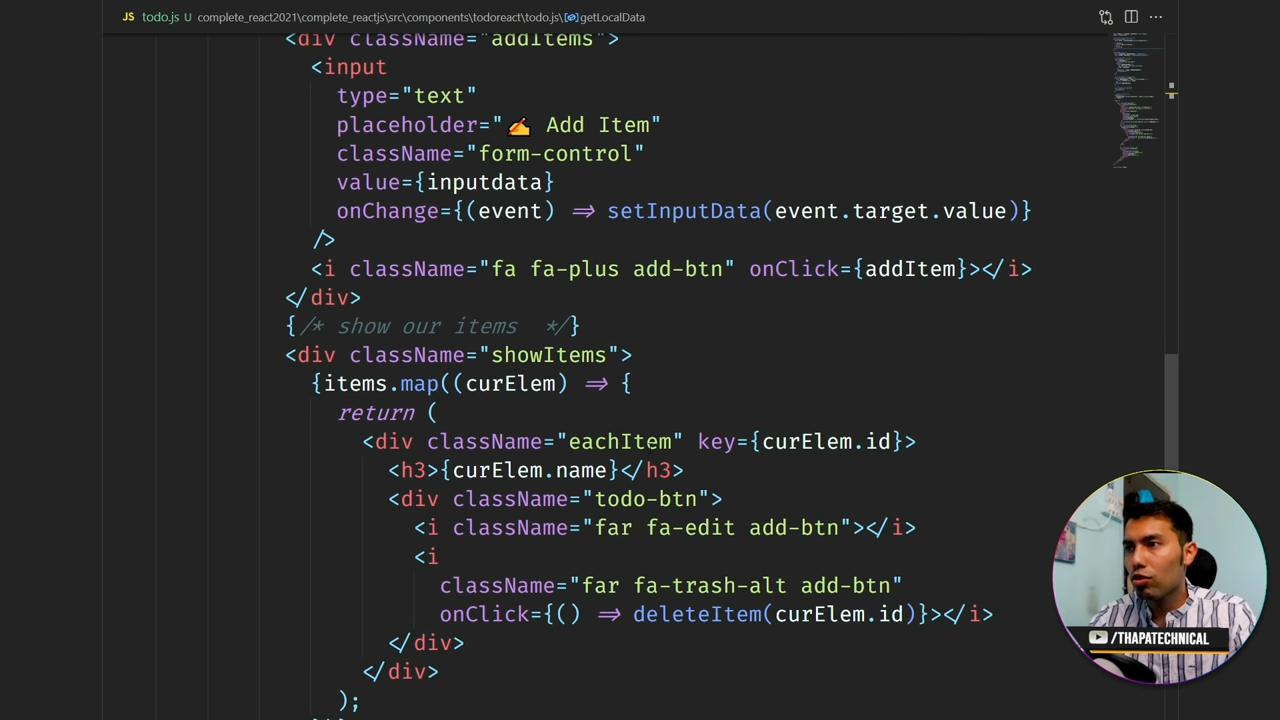 JS todo.js U complete_react2021\complete_reactjs\src\components\todoreact\todo.js\getLocalData
<div className="addItems">
<input
type="text"
placeholder="✍ Add Item"
className="form-control"
value={inputdata}
onChange={(event) => setInputData(event.target.value)}
/>
<i className="fa fa-plus add-btn" onClick={addItem}></i>
</div>
{/* show our items  */}
<div className="showItems">
{items.map((curElem) => {
return (
<div className="eachItem" key={curElem.id}>
<h3>{curElem.name}</h3>
<div className="todo-btn">
<i className="far fa-edit add-btn"></i>
<i
className="far fa-trash-alt add-btn"
onClick={() => deleteItem(curElem.id)}></i>
</div>
</div>
);
/THAPATECHNICAL